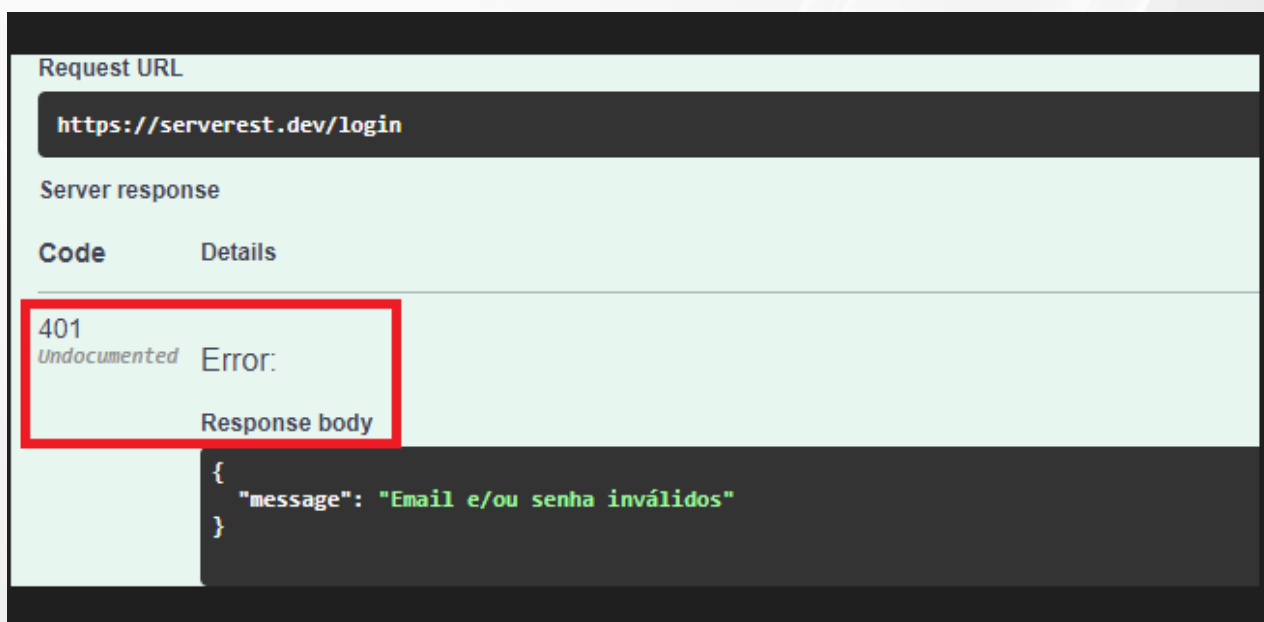 Request URL
https://serverest.dev/login
Server response
Code Details
401
Undocumented Error:
Response body
{
"message": "Email e/ou senha inválidos"
}